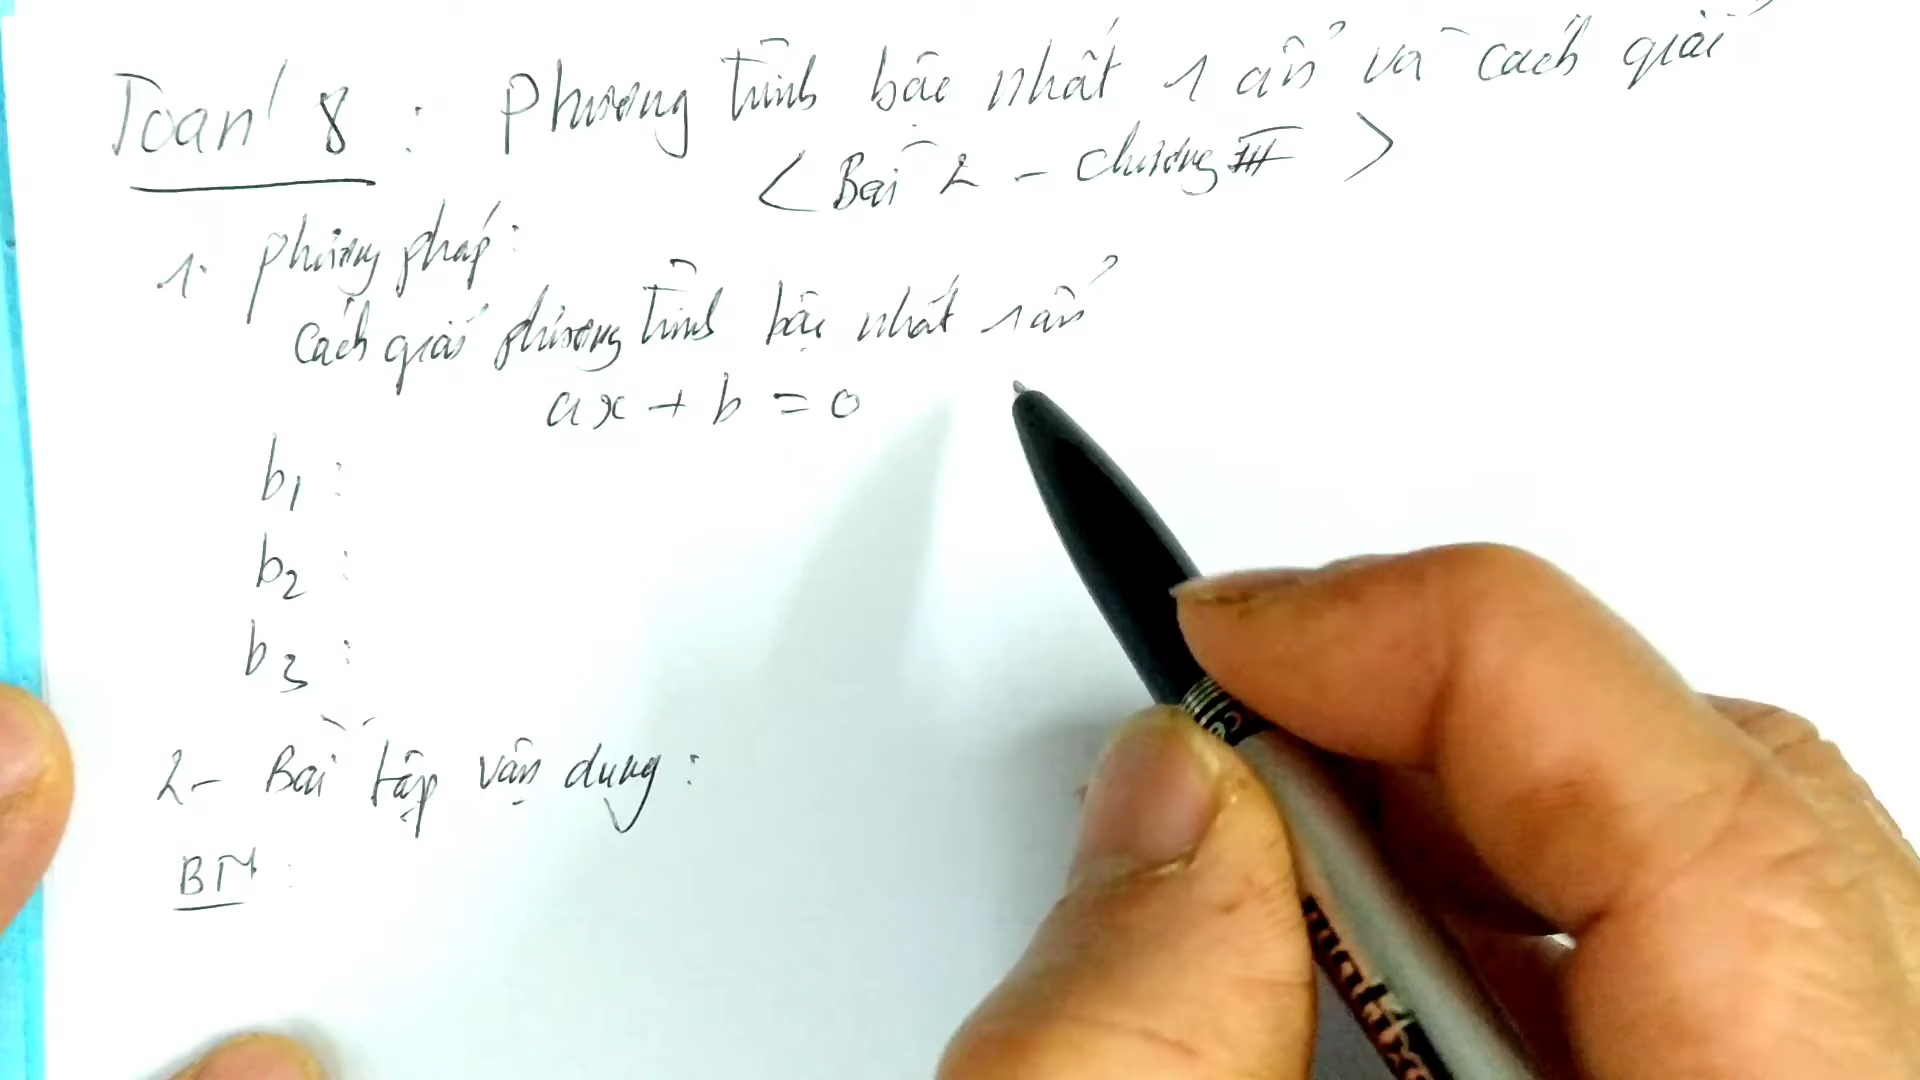 Toán 8 : Phương trình bậc nhất 1 ẩn và cách giải
< Bài 2 - Chương III >
1. Phương pháp:
Cách giải phương trình bậc nhất 1 ẩn
ax + b = 0
b1 :
b2 :
b3 :
2- Bài tập vận dụng :